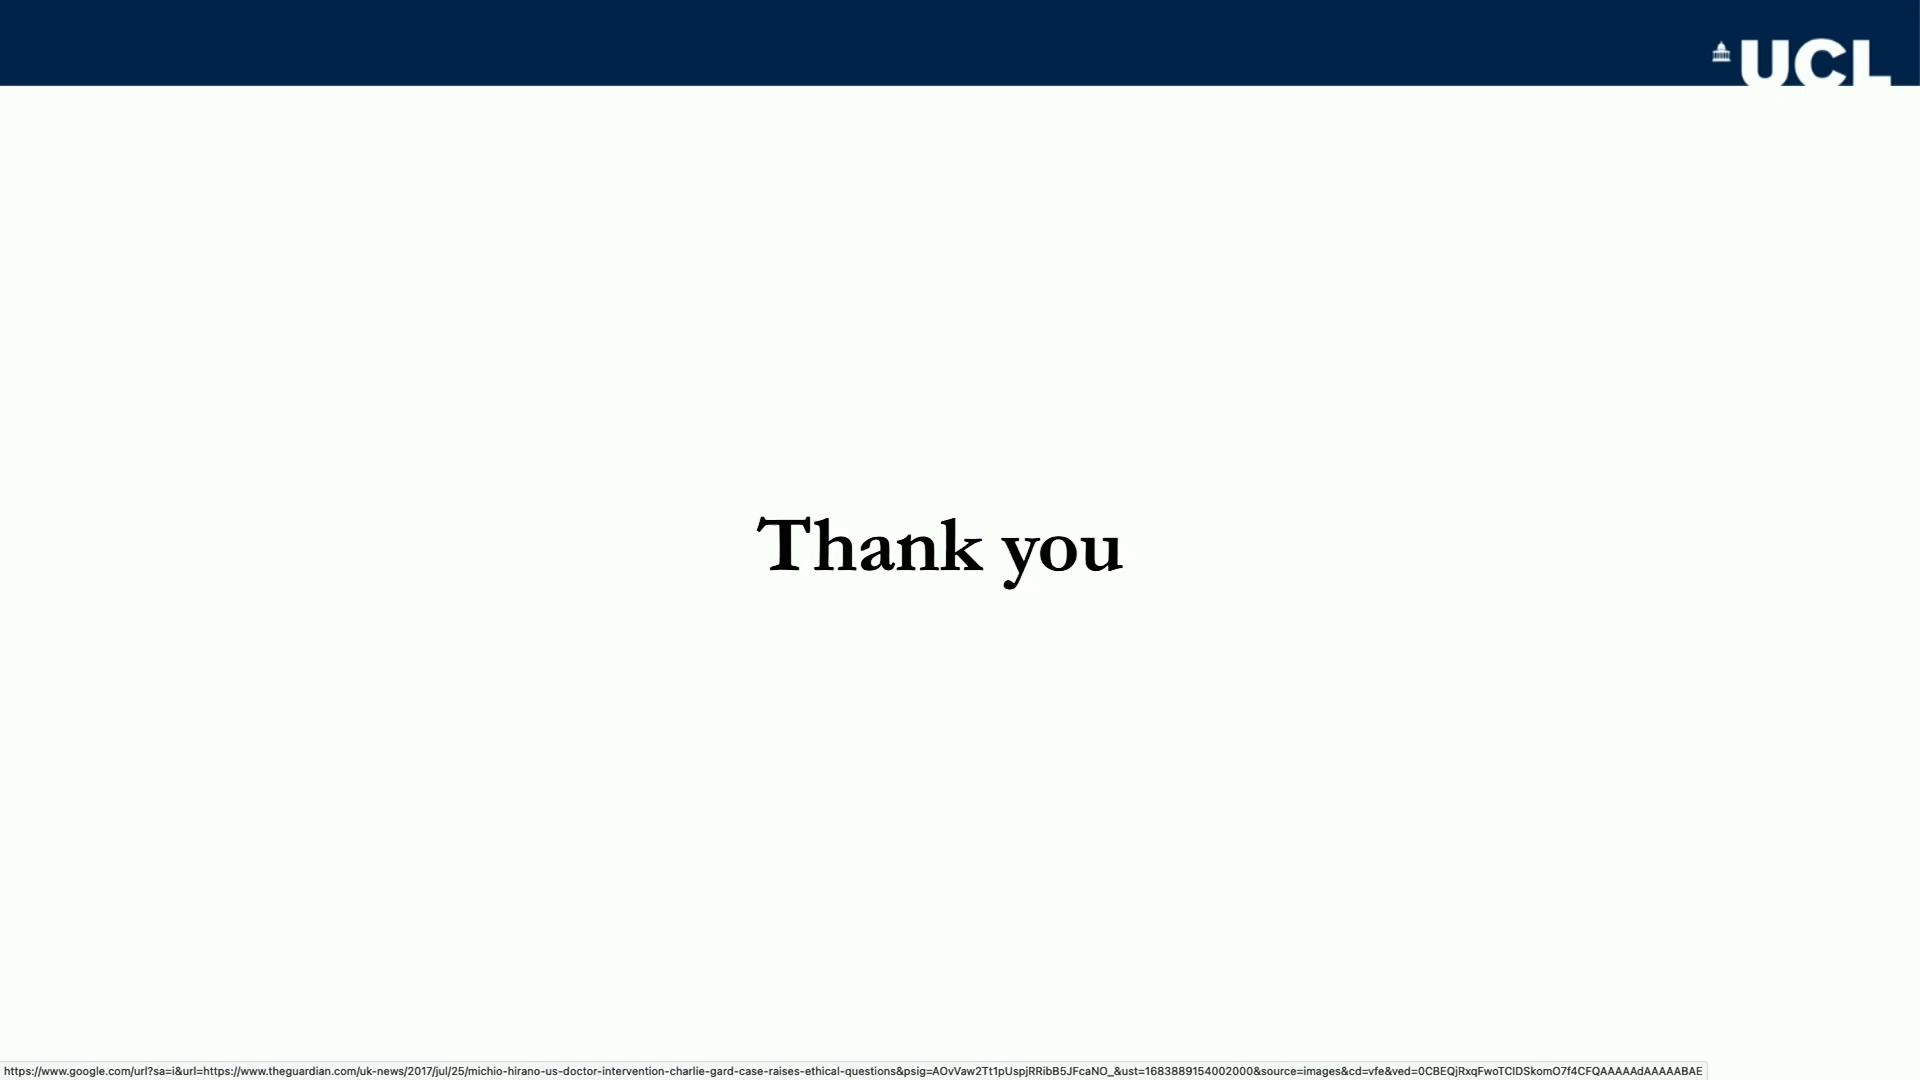 UCL
Thank you
https://www.google.com/url?sa=i&url=https://www.theguardian.com/uk-news/2017/jul/25/michio-hirano-us-doctor-intervention-charlie-gard-case-raises-ethical-questions&psig=AOvVaw2Tt1pUspjRRibB5JFcaNO_&ust=1683889154002000&source=images&cd=vfe&ved=0CBEQjRxqFwoTCIDSkomO7f4CFQAAAAAdAAAAABAE